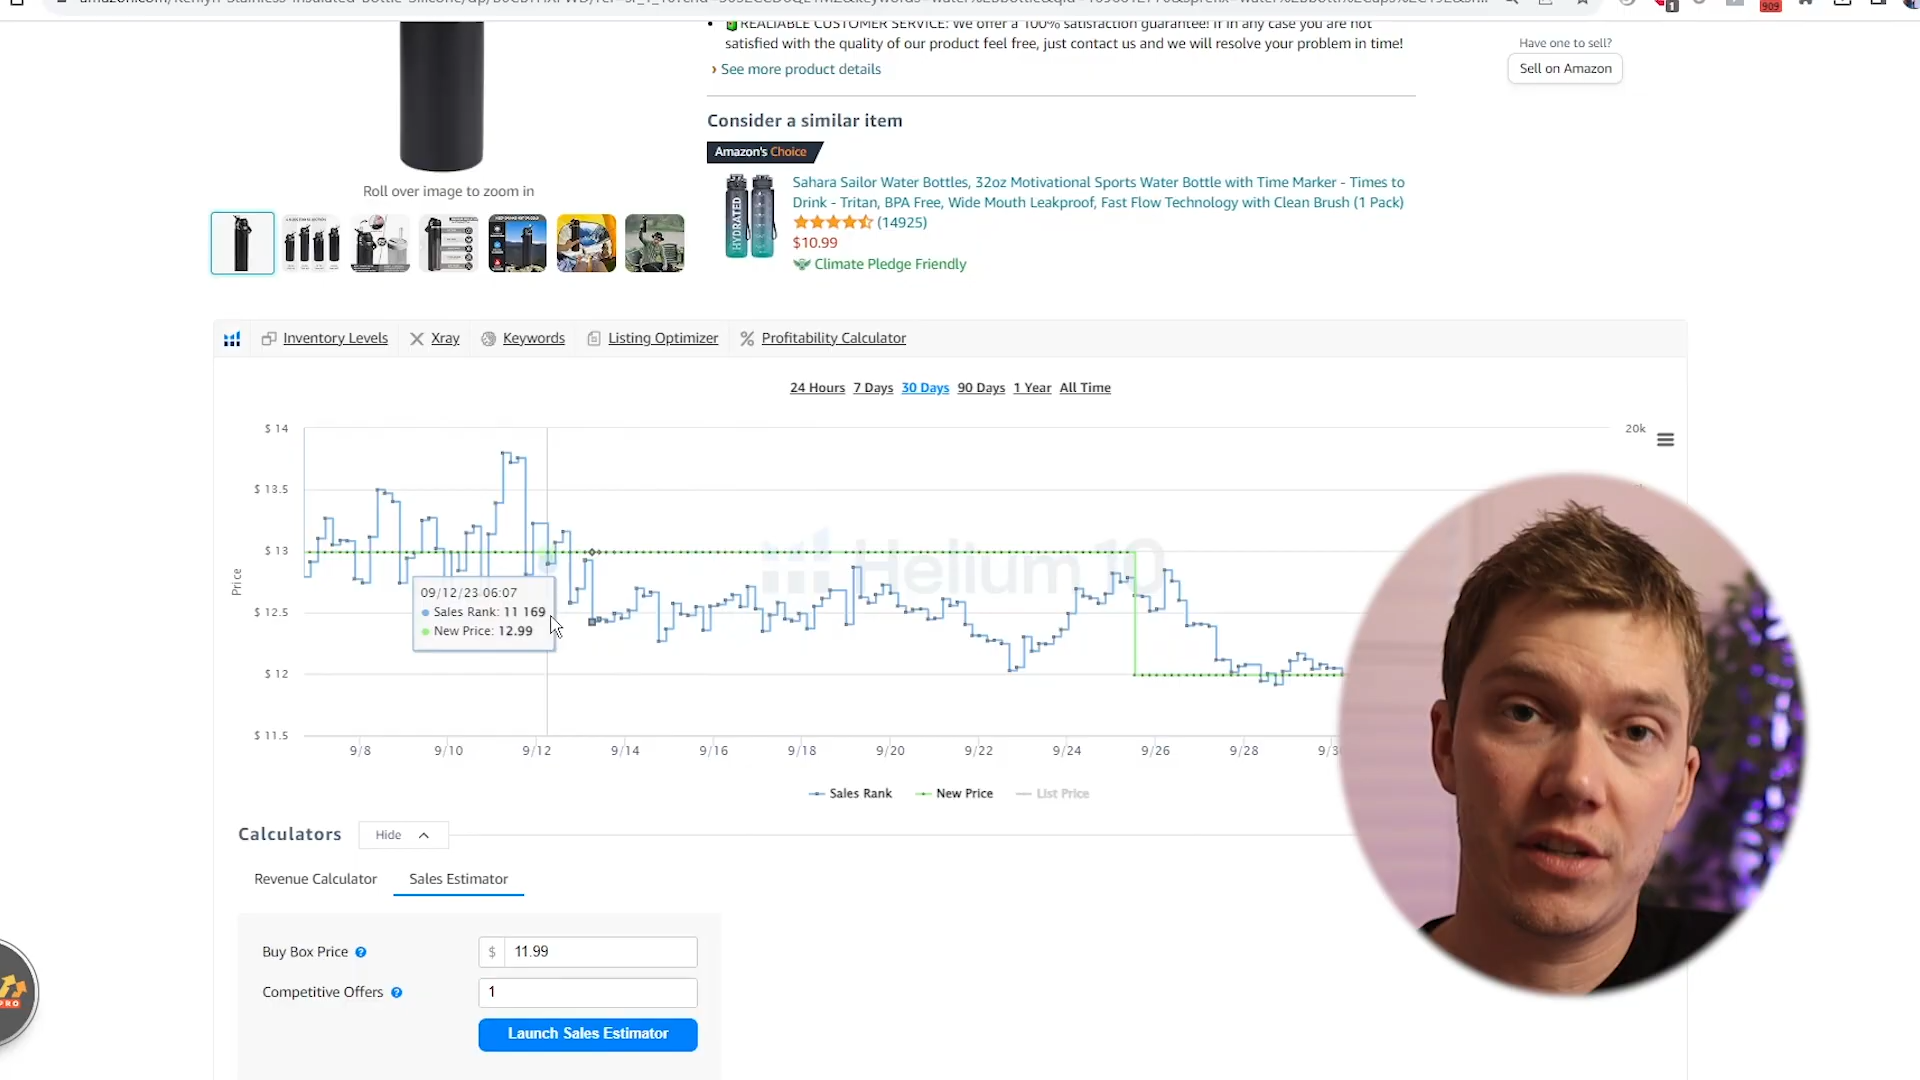 REALIABLE CUSTOMER SERVICE: We offer a 100% satisfaction guarantee! If in any case you are not
satisfied with the quality of our product feel free, just contact us and we will resolve your problem in time!
› See more product details
Have one to sell?
Sell on Amazon
Consider a similar item
Amazon's Choice
HYDRATED
Sahara Sailor Water Bottles, 32oz Motivational Sports Water Bottle with Time Marker - Times to
Drink - Tritan, BPA Free, Wide Mouth Leakproof, Fast Flow Technology with Clean Brush (1 Pack)
(14925)
$10.99
Climate Pledge Friendly
Roll over image to zoom in
Inventory Levels Xray Keywords Listing Optimizer Profitability Calculator
24 Hours 7 Days 30 Days 90 Days 1 Year All Time
$ 14
20k
$ 13.5
$ 13
$ 12.5
$ 12
$ 11.5
Price
Helium 10
09/12/23 06:07
Sales Rank: 11 169
New Price: 12.99
9/8 9/10 9/12 9/14 9/16 9/18 9/20 9/22 9/24 9/26 9/28
Sales Rank New Price List Price
Calculators Hide
Revenue Calculator Sales Estimator
Buy Box Price ? $ 11.99
Competitive Offers ? 1
Launch Sales Estimator
PRO
909
1